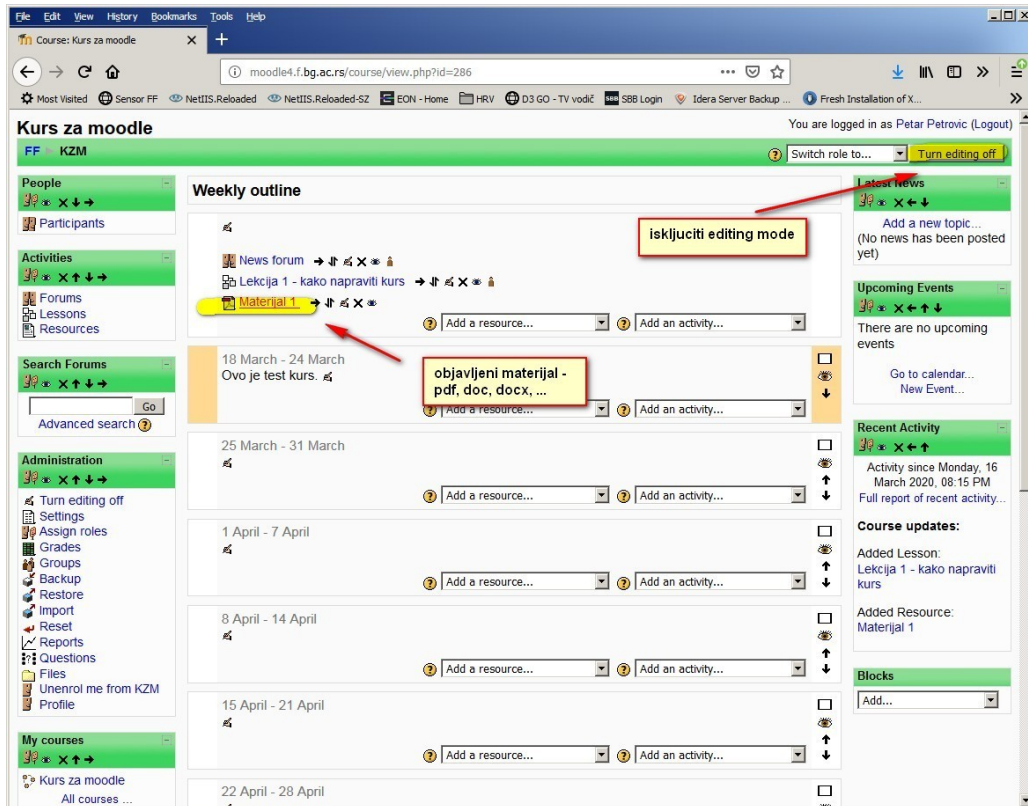 File Edit View History Bookmarks Tools Help
Course: Kurs za moodle
moodle4.f.bg.ac.rs/course/view.php?id=286
Most Visited Sensor FF NetIIS.Reloaded NetIIS.Reloaded-SZ EON - Home HRV D3 GO - TV vodič SBB SBB Login Idera Server Backup ... Fresh Installation of X...
Kurs za moodle
You are logged in as Petar Petrovic (Logout)
FF ► KZM
Switch role to... Turn editing off
People
Participants
Activities
Forums
Lessons
Resources
Search Forums
Go
Advanced search
Administration
Turn editing off
Settings
Assign roles
Grades
Groups
Backup
Restore
Import
Reset
Reports
Questions
Files
Unenrol me from KZM
Profile
My courses
Kurs za moodle
All courses ...
Weekly outline
iskljuciti editing mode
News forum
Lekcija 1 - kako napraviti kurs
Materijal 1
Add a resource... Add an activity...
objavljeni materijal -
pdf, doc, docx, ...
18 March - 24 March
Ovo je test kurs.
Add a resource... Add an activity...
25 March - 31 March
Add a resource... Add an activity...
1 April - 7 April
Add a resource... Add an activity...
8 April - 14 April
Add a resource... Add an activity...
15 April - 21 April
Add a resource... Add an activity...
22 April - 28 April
Latest News
Add a new topic...
(No news has been posted
yet)
Upcoming Events
There are no upcoming
events
Go to calendar...
New Event...
Recent Activity
Activity since Monday, 16
March 2020, 08:15 PM
Full report of recent activity...
Course updates:
Added Lesson:
Lekcija 1 - kako napraviti
kurs
Added Resource:
Materijal 1
Blocks
Add...